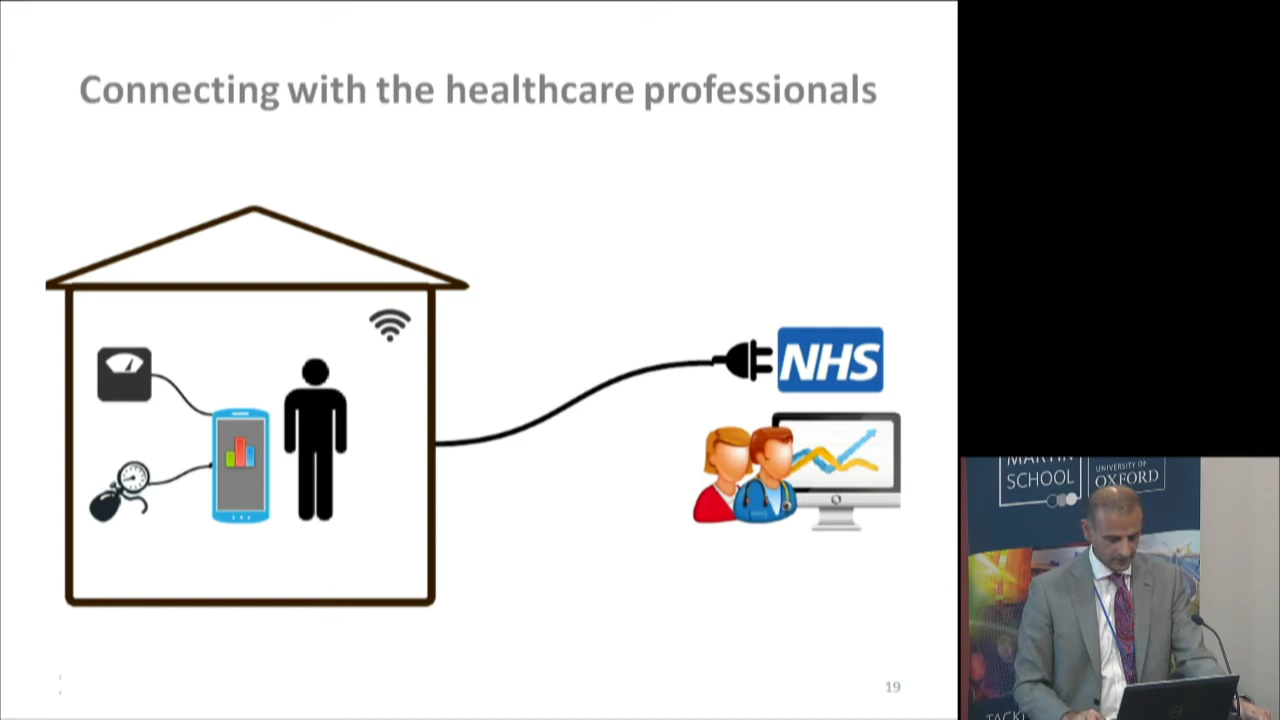 Connecting with the healthcare professionals
NHS
19
MARTIN
SCHOOL
UNIVERSITY OF
OXFORD